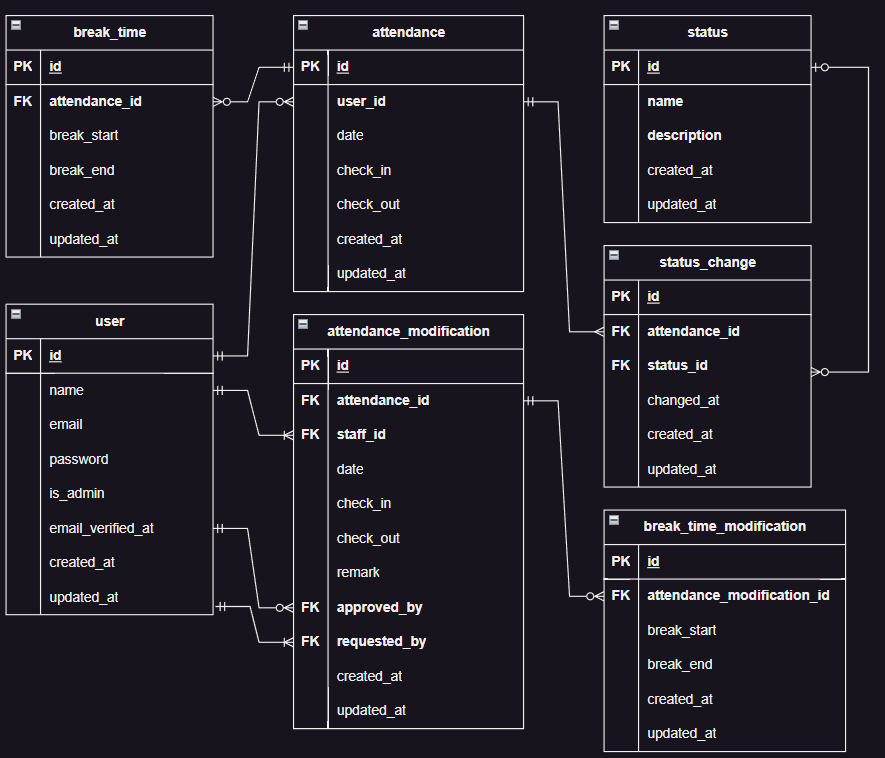 break_time
PK id
FK attendance_id
break_start
break_end
created_at
updated_at
attendance
PK id
user_id
date
check_in
check_out
created_at
updated_at
status
PK id
name
description
created_at
updated_at
status_change
PK id
FK attendance_id
FK status_id
changed_at
created_at
updated_at
user
PK id
name
email
password
is_admin
email_verified_at
created_at
updated_at
attendance_modification
PK id
FK attendance_id
FK staff_id
date
check_in
check_out
remark
FK approved_by
FK requested_by
created_at
updated_at
break_time_modification
PK id
FK attendance_modification_id
break_start
break_end
created_at
updated_at